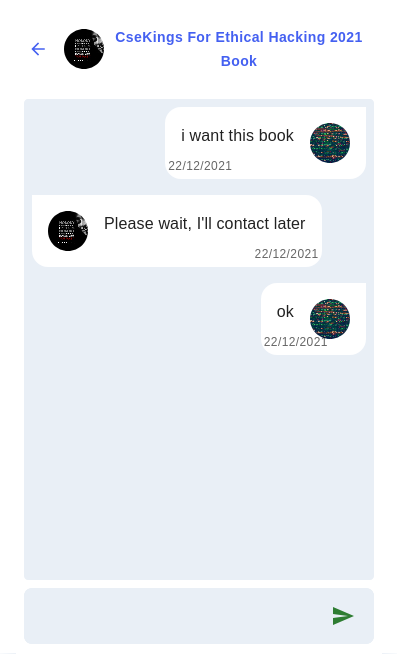 CseKings For Ethical Hacking 2021
Book
i want this book
22/12/2021
Please wait, I'll contact later
22/12/2021
ok
22/12/2021